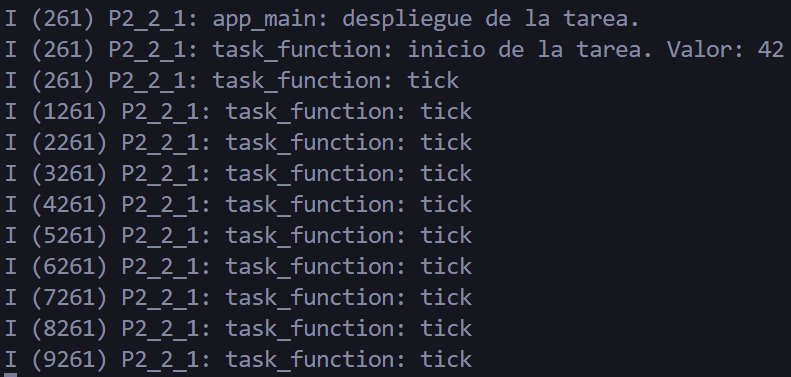 I (261) P2_2_1: app_main: despliegue de la tarea.
I (261) P2_2_1: task_function: inicio de la tarea. Valor: 42
I (261) P2_2_1: task_function: tick
I (1261) P2_2_1: task_function: tick
I (2261) P2_2_1: task_function: tick
I (3261) P2_2_1: task_function: tick
I (4261) P2_2_1: task_function: tick
I (5261) P2_2_1: task_function: tick
I (6261) P2_2_1: task_function: tick
I (7261) P2_2_1: task_function: tick
I (8261) P2_2_1: task_function: tick
I (9261) P2_2_1: task_function: tick